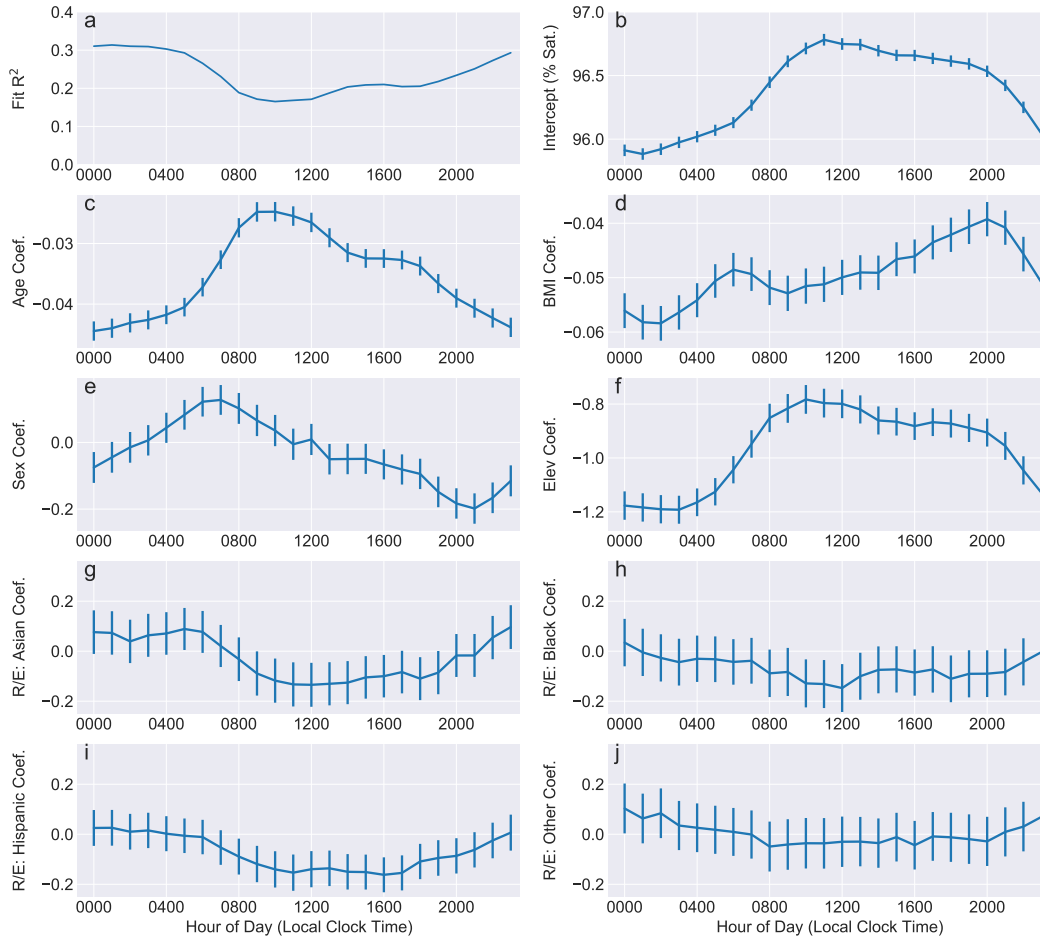 a
Fit R²
0.4
0.3
0.2
0.1
0.0
0000 0400 0800 1200 1600 2000
b
Intercept (% Sat.)
97.0
96.5
96.0
0000 0400 0800 1200 1600 2000
c
Age Coef.
−0.03
−0.04
0000 0400 0800 1200 1600 2000
d
BMI Coef.
−0.04
−0.05
−0.06
0000 0400 0800 1200 1600 2000
e
Sex Coef.
0.0
−0.2
0000 0400 0800 1200 1600 2000
f
Elev Coef.
−0.8
−1.0
−1.2
0000 0400 0800 1200 1600 2000
g
R/E: Asian Coef.
0.2
0.0
−0.2
0000 0400 0800 1200 1600 2000
h
R/E: Black Coef.
0.2
0.0
−0.2
0000 0400 0800 1200 1600 2000
i
R/E: Hispanic Coef.
0.2
0.0
−0.2
0000 0400 0800 1200 1600 2000
Hour of Day (Local Clock Time)
j
R/E: Other Coef.
0.2
0.0
−0.2
0000 0400 0800 1200 1600 2000
Hour of Day (Local Clock Time)